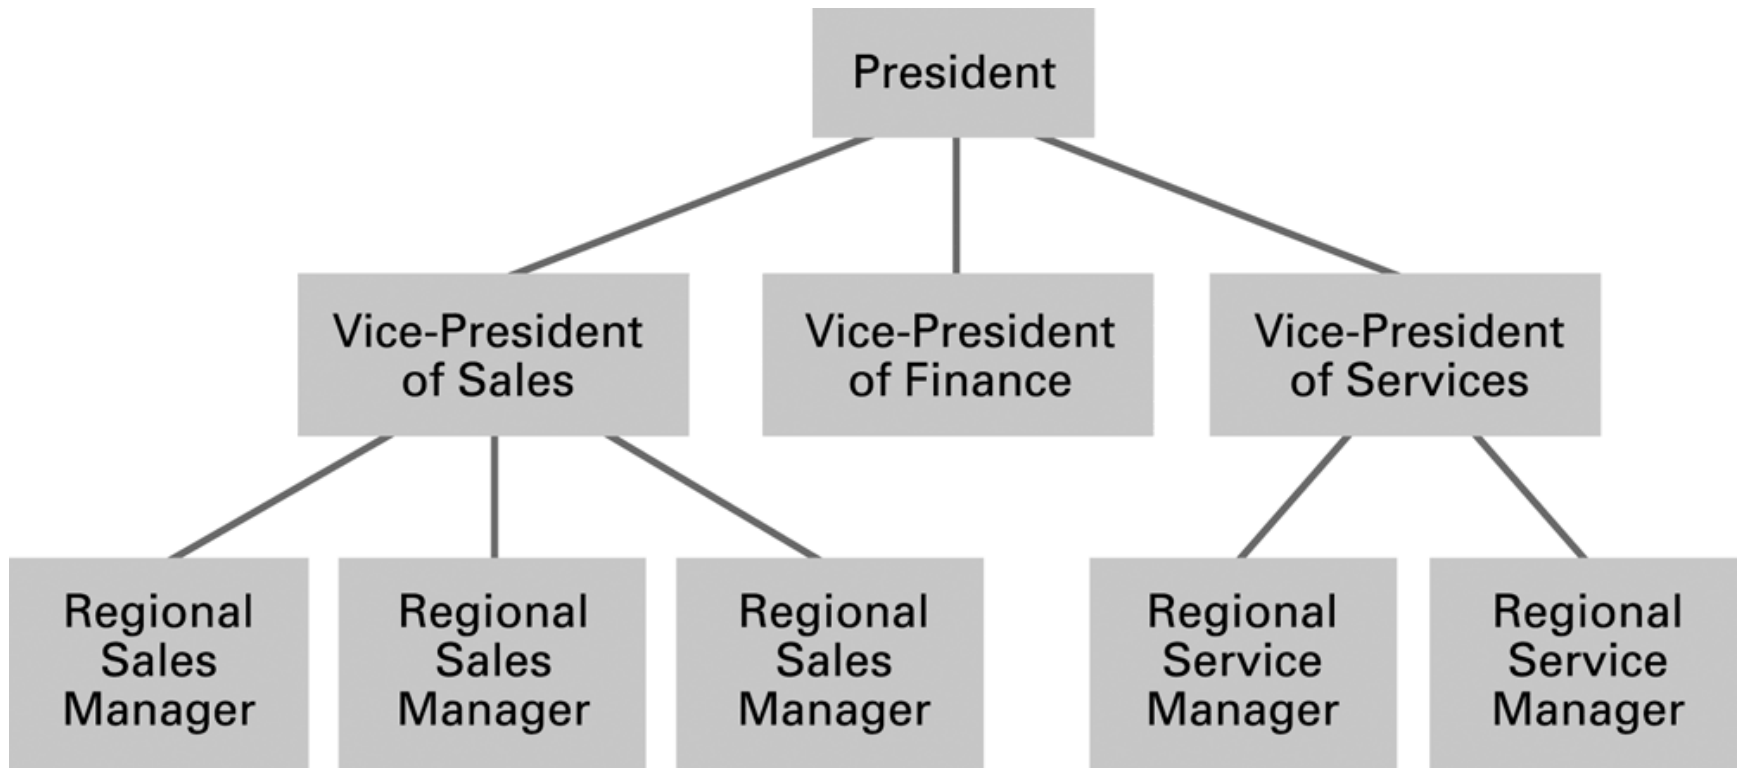 President
Vice-President
of Sales
Vice-President
of Finance
Vice-President
of Services
Regional
Sales
Manager
Regional
Sales
Manager
Regional
Sales
Manager
Regional
Service
Manager
Regional
Service
Manager